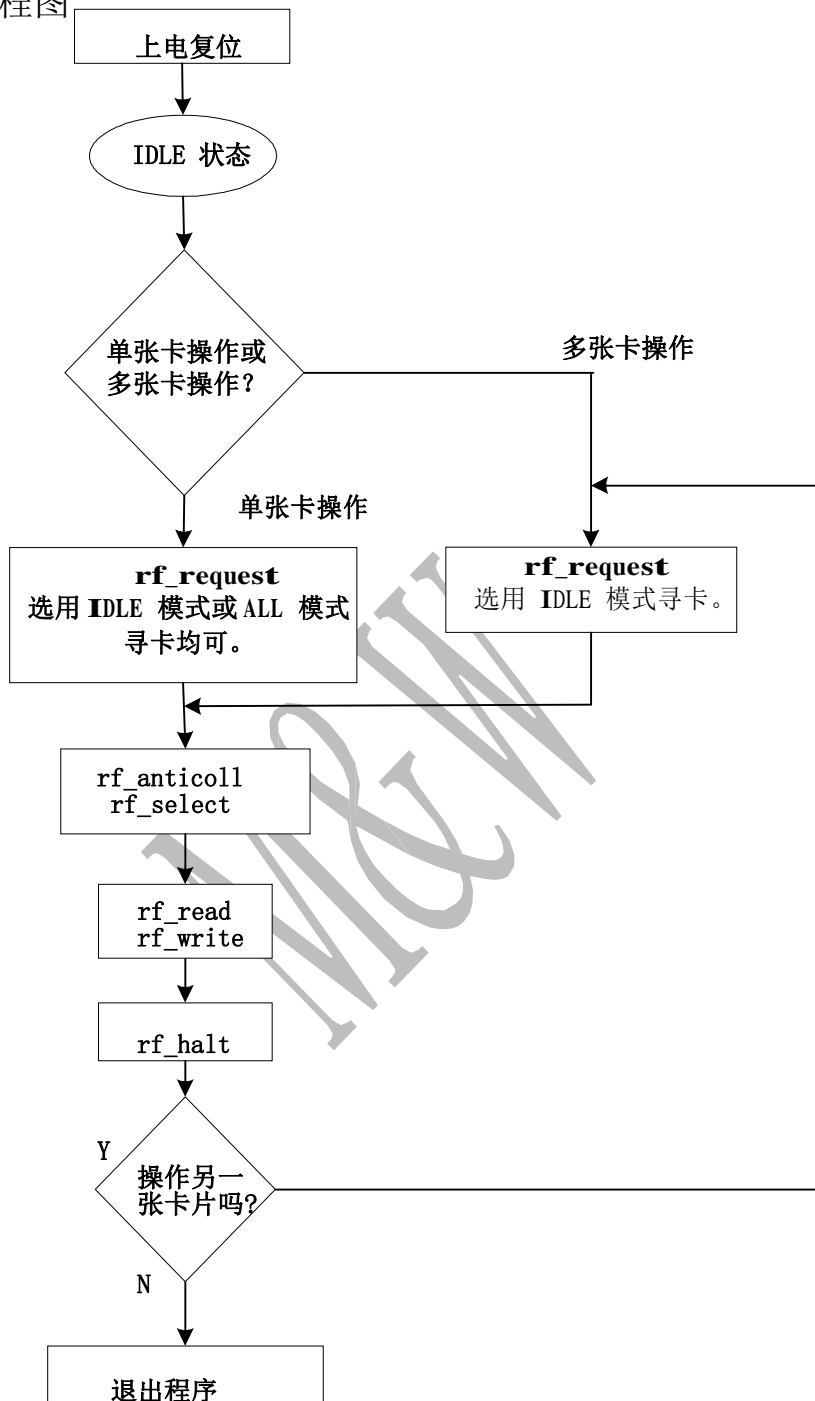 程图
上电复位
IDLE 状态
单张卡操作或
多张卡操作?
多张卡操作
单张卡操作
rf_request
选用 IDLE 模式或 ALL 模式
寻卡均可。
rf_request
选用 IDLE 模式寻卡。
rf_anticoll
rf_select
rf_read
rf_write
rf_halt
Y
操作另一
张卡片吗?
N
退出程序
M&W